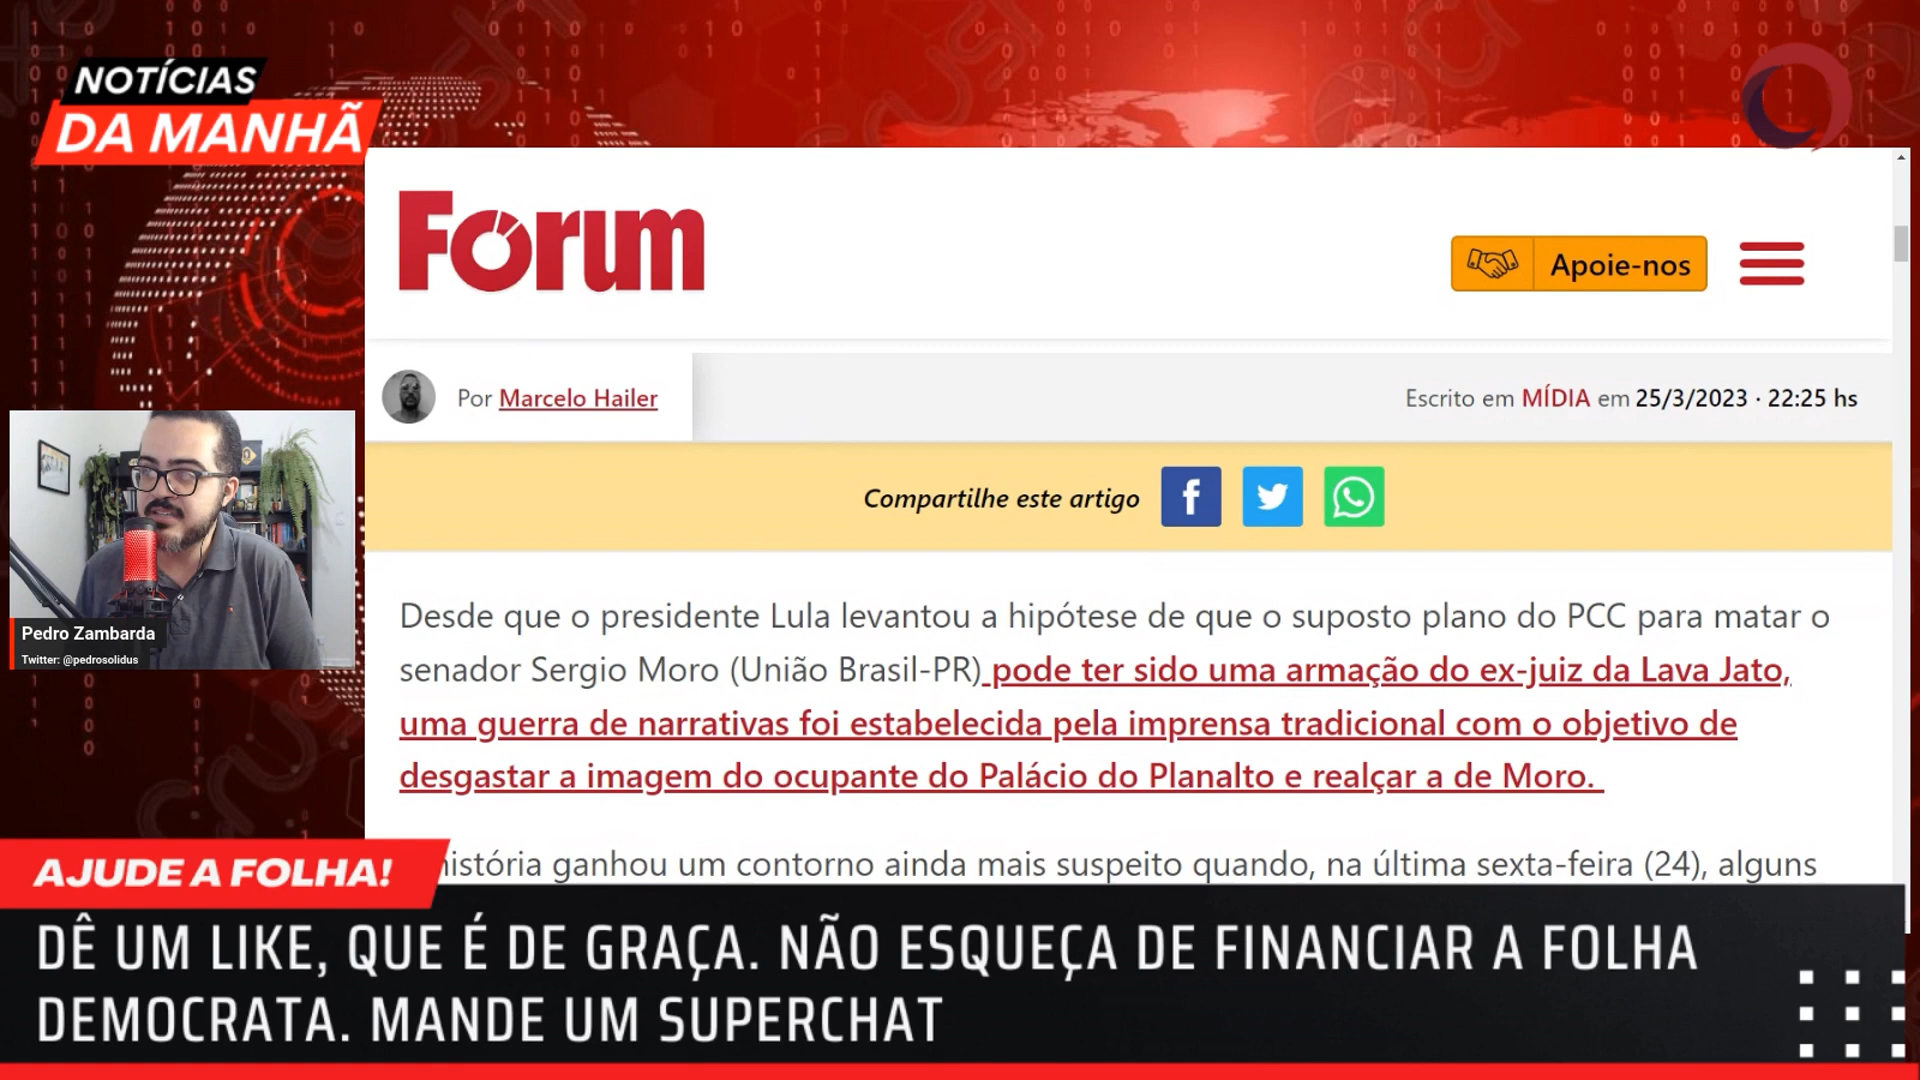 NOTÍCIAS
DA MANHÃ
Forum
Apoie-nos
Por Marcelo Hailer
Escrito em MÍDIA em 25/3/2023 · 22:25 hs
Compartilhe este artigo
Pedro Zambarda
Twitter: @pedrosolidus
Desde que o presidente Lula levantou a hipótese de que o suposto plano do PCC para matar o
senador Sergio Moro (União Brasil-PR) pode ter sido uma armação do ex-juiz da Lava Jato,
uma guerra de narrativas foi estabelecida pela imprensa tradicional com o objetivo de
desgastar a imagem do ocupante do Palácio do Planalto e realçar a de Moro.
história ganhou um contorno ainda mais suspeito quando, na última sexta-feira (24), alguns
AJUDE A FOLHA!
DÊ UM LIKE, QUE É DE GRAÇA. NÃO ESQUEÇA DE FINANCIAR A FOLHA
DEMOCRATA. MANDE UM SUPERCHAT